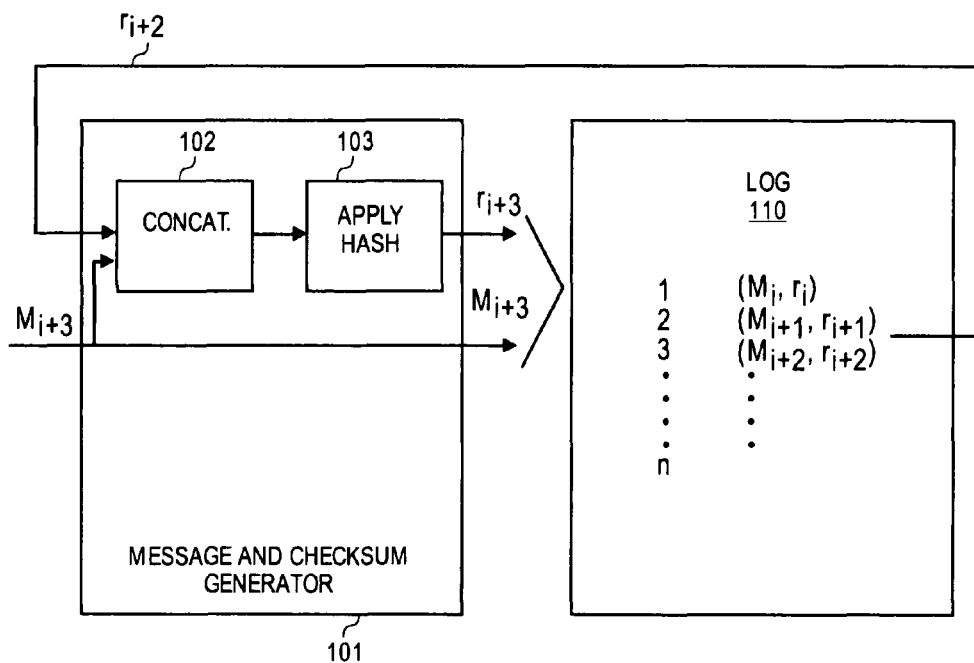 r_{i+2}
102
103
CONCAT.
APPLY
HASH
r_{i+3}
M_{i+3}
M_{i+3}
MESSAGE AND CHECKSUM
GENERATOR
101
LOG
110
1 (M_i, r_i)
2 (M_{i+1}, r_{i+1})
3 (M_{i+2}, r_{i+2})
n